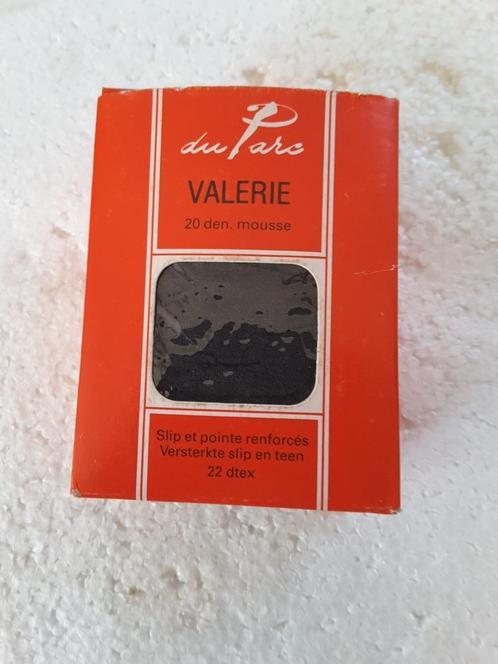 du Parc
VALERIE
20 den. mousse
Slip et pointe renforcés
Versterkte slip en teen
22 dtex